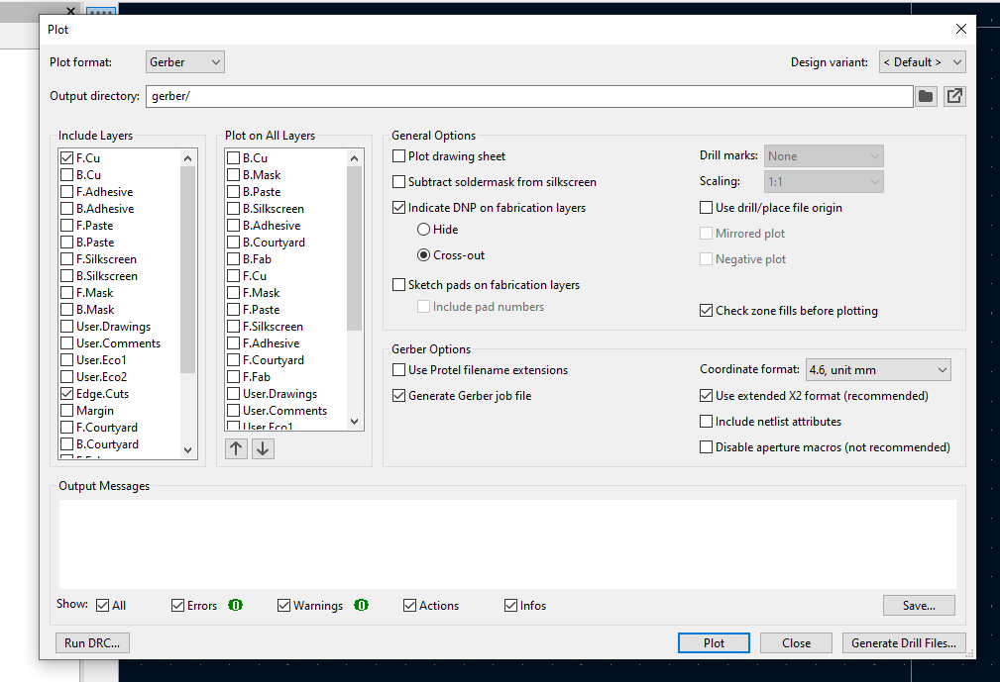 Plot
Plot format: Gerber Design variant: < Default >
Output directory: gerber/
Include Layers
F.Cu
B.Cu
F.Adhesive
B.Adhesive
F.Paste
B.Paste
F.Silkscreen
B.Silkscreen
F.Mask
B.Mask
User.Drawings
User.Comments
User.Eco1
User.Eco2
Edge.Cuts
Margin
F.Courtyard
B.Courtyard
Plot on All Layers
B.Cu
B.Mask
B.Paste
B.Silkscreen
B.Adhesive
B.Courtyard
B.Fab
F.Cu
F.Mask
F.Paste
F.Silkscreen
F.Adhesive
F.Courtyard
F.Fab
User.Drawings
User.Comments
User.Eco1
General Options
Plot drawing sheet
Subtract soldermask from silkscreen
Indicate DNP on fabrication layers
Hide
Cross-out
Sketch pads on fabrication layers
Include pad numbers
Drill marks: None
Scaling: 1:1
Use drill/place file origin
Mirrored plot
Negative plot
Check zone fills before plotting
Gerber Options
Use Protel filename extensions
Generate Gerber job file
Coordinate format: 4.6, unit mm
Use extended X2 format (recommended)
Include netlist attributes
Disable aperture macros (not recommended)
Output Messages
Show: All Errors 0 Warnings 0 Actions Infos Save...
Run DRC... Plot Close Generate Drill Files...